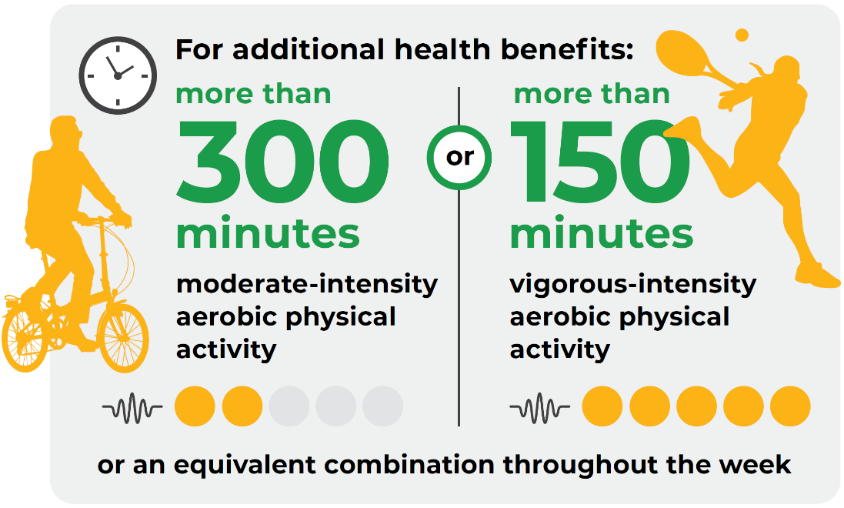 For additional health benefits:
more than
300
minutes
moderate-intensity
aerobic physical
activity
or
more than
150
minutes
vigorous-intensity
aerobic physical
activity
or an equivalent combination throughout the week